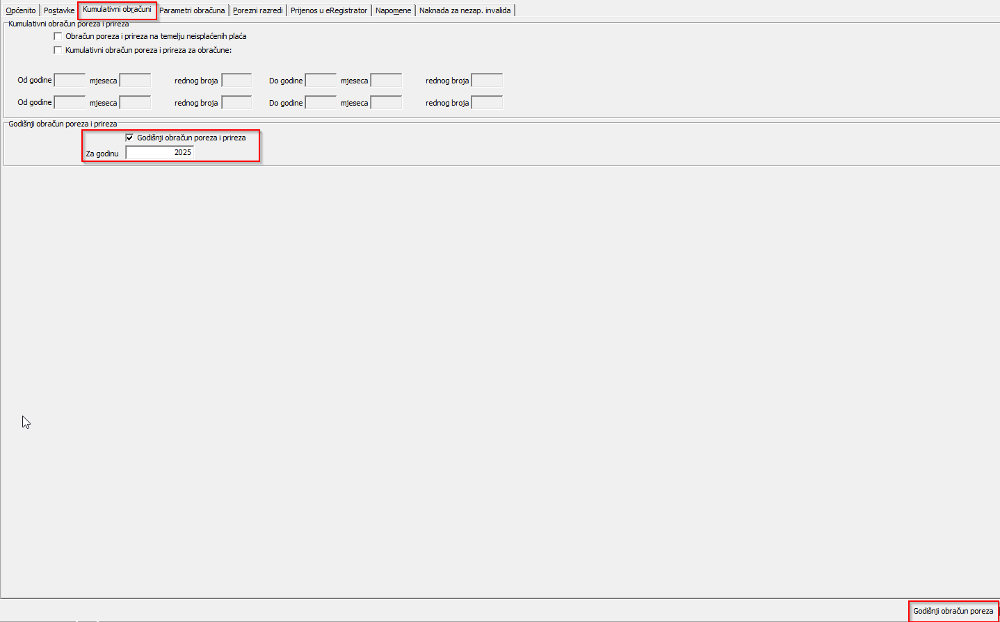 Općenito Postavke Kumulativni obračuni Parametri obračuna Porezni razredi Prijenos u eRegistrator Napomene Naknada za nezap. invalida
Kumulativni obračun poreza i prireza
Obračun poreza i prireza na temelju neisplaćenih plaća
Kumulativni obračun poreza i prireza za obračune:
Od godine mjeseca rednog broja Do godine mjeseca rednog broja
Od godine mjeseca rednog broja Do godine mjeseca rednog broja
Godišnji obračun poreza i prireza
Godišnji obračun poreza i prireza
Za godinu 2025
Godišnji obračun poreza